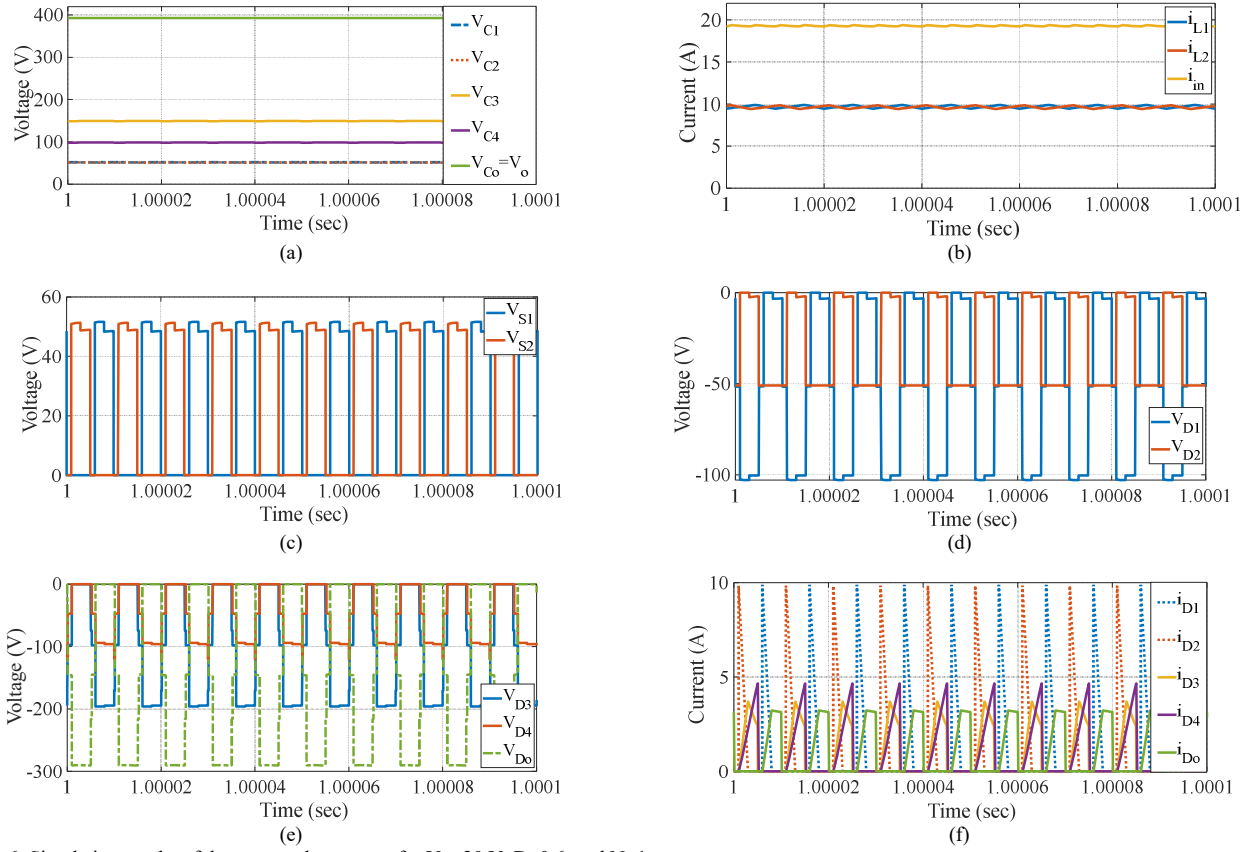 400
300
200
100
0
Voltage (V)
1
1.00002
1.00004
1.00006
1.00008
1.0001
Time (sec)
V_C1
V_C2
V_C3
V_C4
V_Co=V_o
(a)
20
15
10
5
0
Current (A)
1
1.00002
1.00004
1.00006
1.00008
1.0001
Time (sec)
i_L1
i_L2
i_in
(b)
60
40
20
0
Voltage (V)
1
1.00002
1.00004
1.00006
1.00008
1.0001
Time (sec)
V_S1
V_S2
(c)
0
-50
-100
Voltage (V)
1
1.00002
1.00004
1.00006
1.00008
1.0001
Time (sec)
V_D1
V_D2
(d)
0
-100
-200
-300
Voltage (V)
1
1.00002
1.00004
1.00006
1.00008
1.0001
Time (sec)
V_D3
V_D4
V_Do
(e)
10
5
0
Current (A)
1
1.00002
1.00004
1.00006
1.00008
1.0001
Time (sec)
i_D1
i_D2
i_D3
i_D4
i_Do
(f)